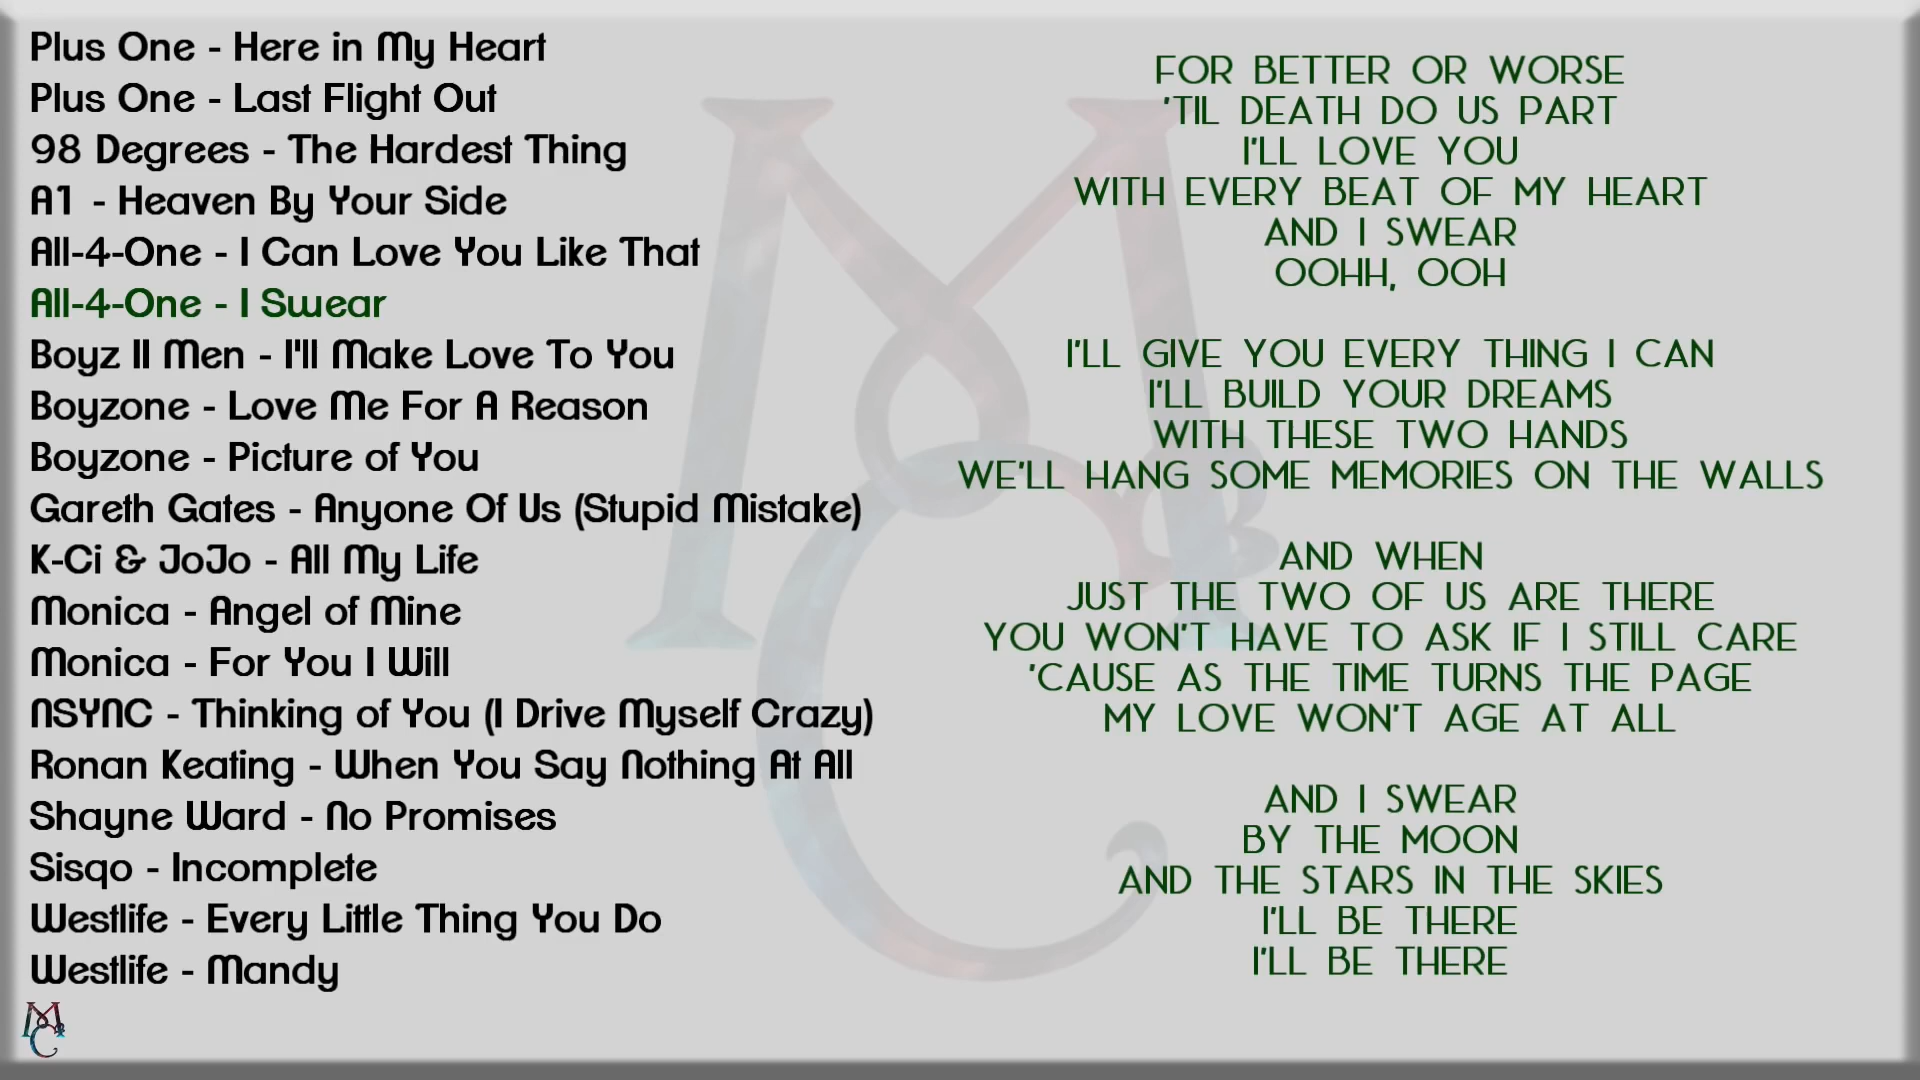 Plus One - Here in My Heart
Plus One - Last Flight Out
98 Degrees - The Hardest Thing
A1 - Heaven By Your Side
All-4-One - I Can Love You Like That
All-4-One - I Swear
Boyz II Men - I'll Make Love To You
Boyzone - Love Me For A Reason
Boyzone - Picture of You
Gareth Gates - Anyone Of Us (Stupid Mistake)
K-Ci & JoJo - All My Life
Monica - Angel of Mine
Monica - For You I Will
NSYNC - Thinking of You (I Drive Myself Crazy)
Ronan Keating - When You Say Nothing At All
Shayne Ward - No Promises
Sisqo - Incomplete
Westlife - Every Little Thing You Do
Westlife - Mandy
FOR BETTER OR WORSE
'TIL DEATH DO US PART
I'LL LOVE YOU
WITH EVERY BEAT OF MY HEART
AND I SWEAR
OOHH, OOH
I'LL GIVE YOU EVERY THING I CAN
I'LL BUILD YOUR DREAMS
WITH THESE TWO HANDS
WE'LL HANG SOME MEMORIES ON THE WALLS
AND WHEN
JUST THE TWO OF US ARE THERE
YOU WON'T HAVE TO ASK IF I STILL CARE
'CAUSE AS THE TIME TURNS THE PAGE
MY LOVE WON'T AGE AT ALL
AND I SWEAR
BY THE MOON
AND THE STARS IN THE SKIES
I'LL BE THERE
I'LL BE THERE